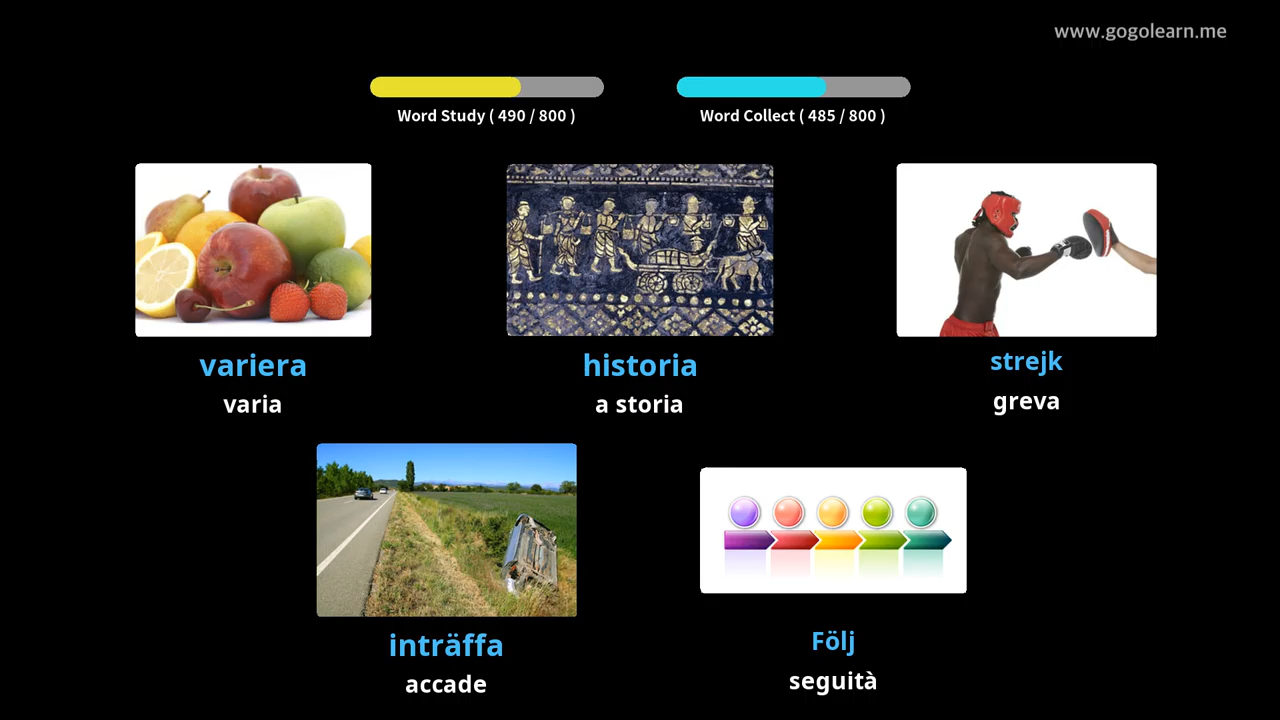 www.gogolearn.me
Word Study ( 490 / 800 )
Word Collect ( 485 / 800 )
variera
varia
historia
a storia
strejk
greva
inträffa
accade
Följ
seguità